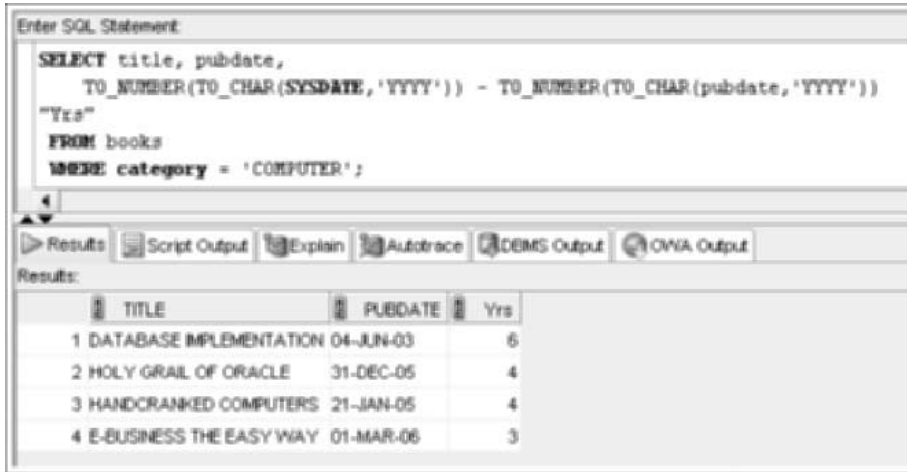 Enter SQL Statement:
SELECT title, pubdate,
TO_NUMBER(TO_CHAR(SYSDATE,'YYYY')) - TO_NUMBER(TO_CHAR(pubdate,'YYYY'))
"Yrs"
FROM books
WHERE category = 'COMPUTER';
Results Script Output Explain Autotrace DBMS Output OWA Output
Results:
TITLE PUBDATE Yrs
1 DATABASE IMPLEMENTATION 04-JUN-03 6
2 HOLY GRAIL OF ORACLE 31-DEC-05 4
3 HANDCRANKED COMPUTERS 21-JAN-05 4
4 E-BUSINESS THE EASY WAY 01-MAR-06 3